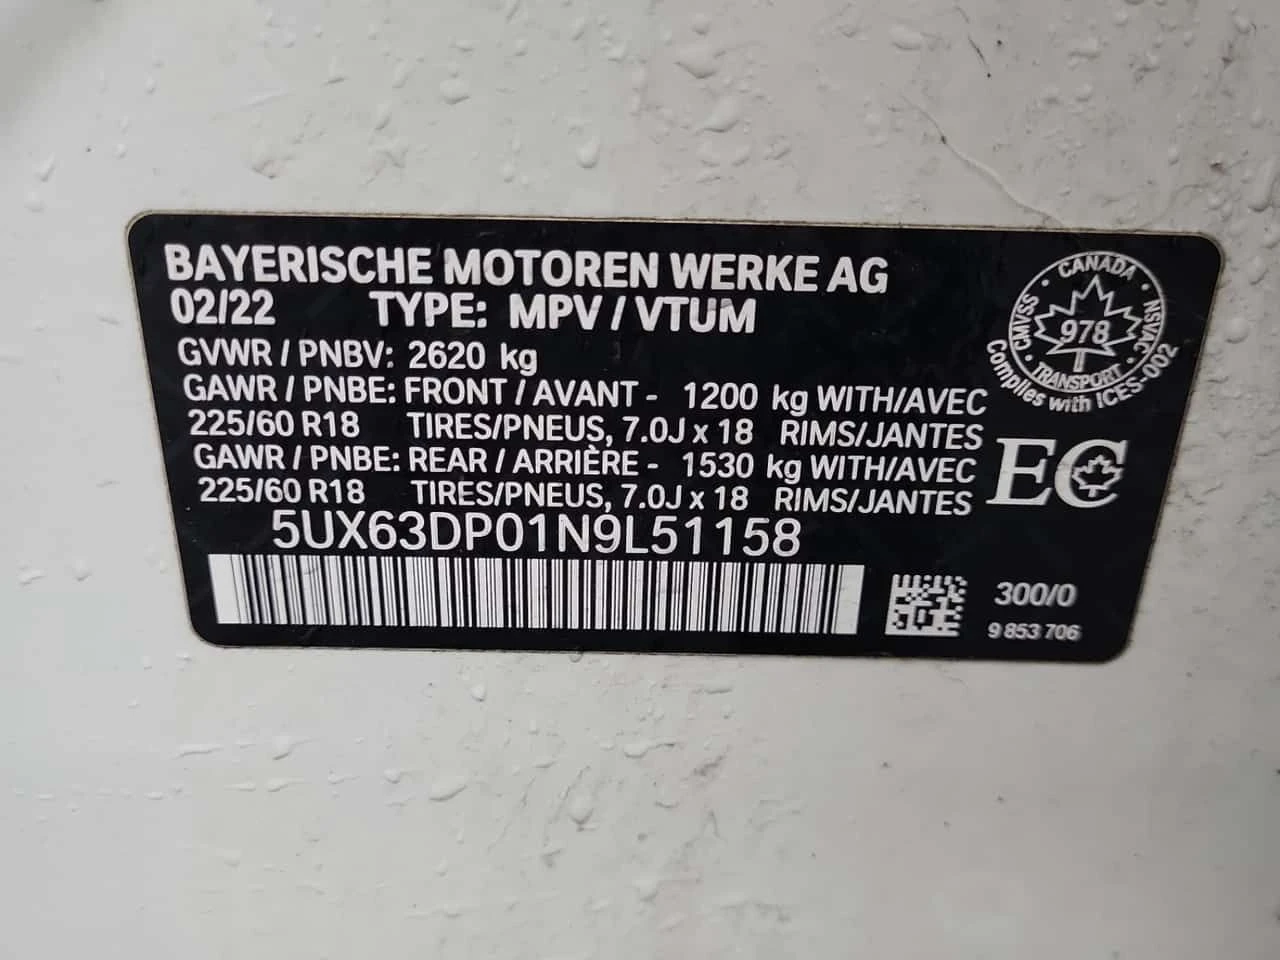 BAYERISCHE MOTOREN WERKE AG
02/22 TYPE: MPV / VTUM
GVWR / PNBV: 2620 kg
GAWR / PNBE: FRONT / AVANT - 1200 kg WITH/AVEC
225/60 R18 TIRES/PNEUS, 7.0J x 18 RIMS/JANTES
GAWR / PNBE: REAR / ARRIÈRE - 1530 kg WITH/AVEC
225/60 R18 TIRES/PNEUS, 7.0J x 18 RIMS/JANTES
5UX63DP01N9L51158
CANADA
CMVSS
978
NSVAC
TRANSPORT
Complies with ICES-002
EC
300/0
9 853 706